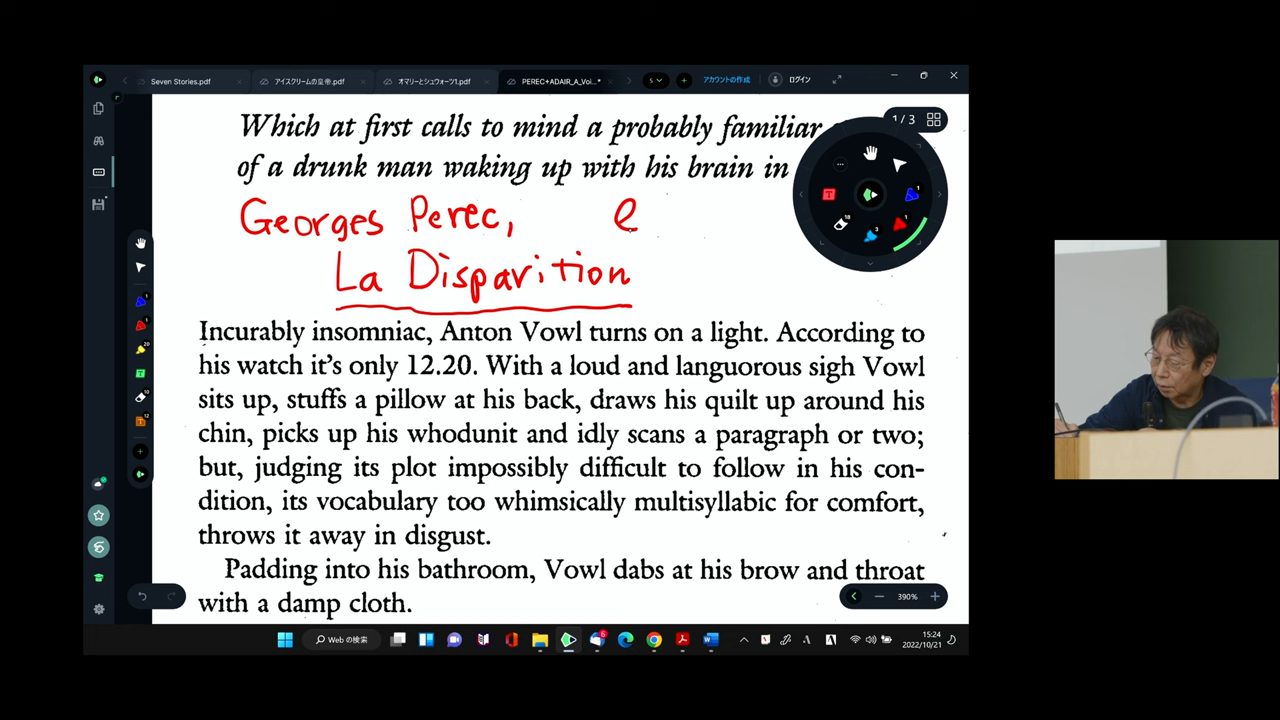 Seven Stories.pdf
アイスクリームの皇帝.pdf
オマリーとシュウォーツ1.pdf
PEREC+ADAIR_A_Voi...*
5
アカウントの作成
ログイン
1 / 3
Which at first calls to mind a probably familiar
of a drunk man waking up with his brain in
Georges Perec, e
La Disparition
Incurably insomniac, Anton Vowl turns on a light. According to
his watch it's only 12.20. With a loud and languorous sigh Vowl
sits up, stuffs a pillow at his back, draws his quilt up around his
chin, picks up his whodunit and idly scans a paragraph or two;
but, judging its plot impossibly difficult to follow in his con-
dition, its vocabulary too whimsically multisyllabic for comfort,
throws it away in disgust.
Padding into his bathroom, Vowl dabs at his brow and throat
with a damp cloth.
390%
Web の検索
15:24
2022/10/21